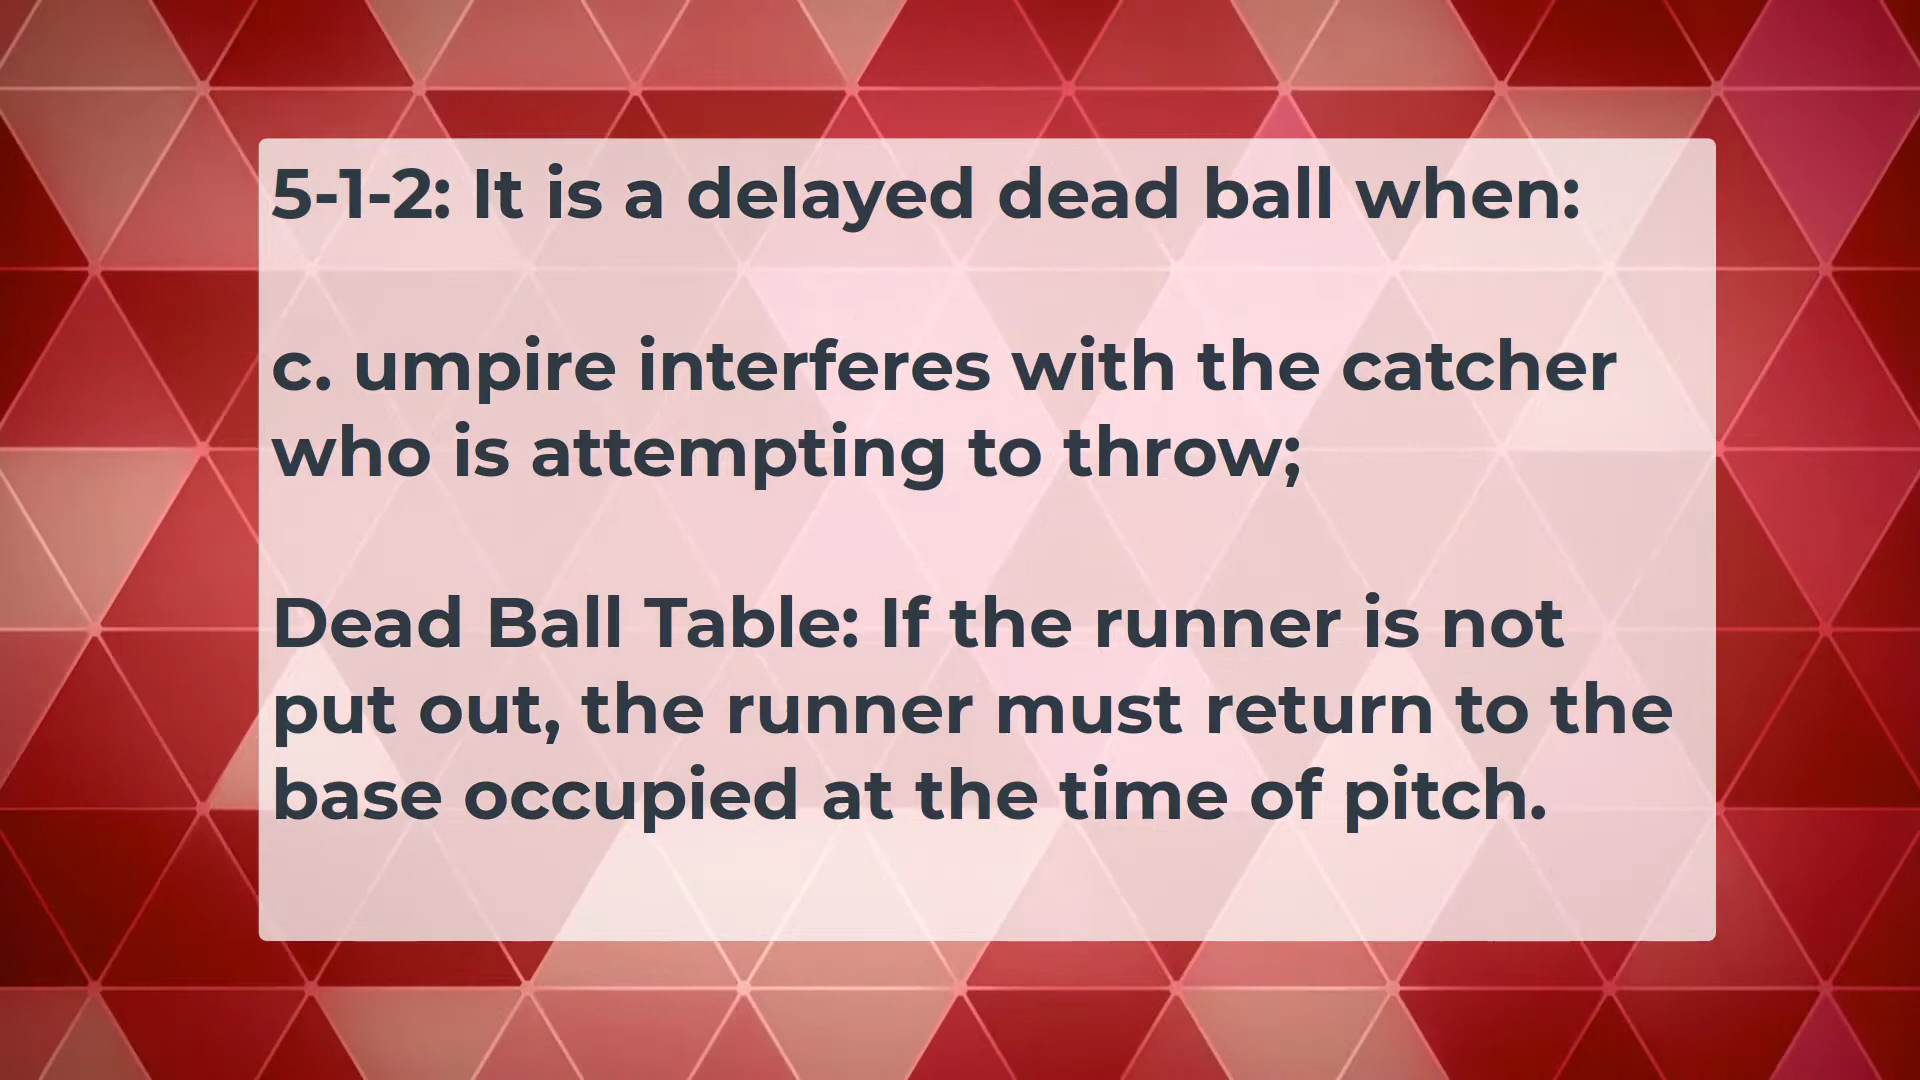 5-1-2: It is a delayed dead ball when:
c. umpire interferes with the catcher
who is attempting to throw;
Dead Ball Table: If the runner is not
put out, the runner must return to the
base occupied at the time of pitch.